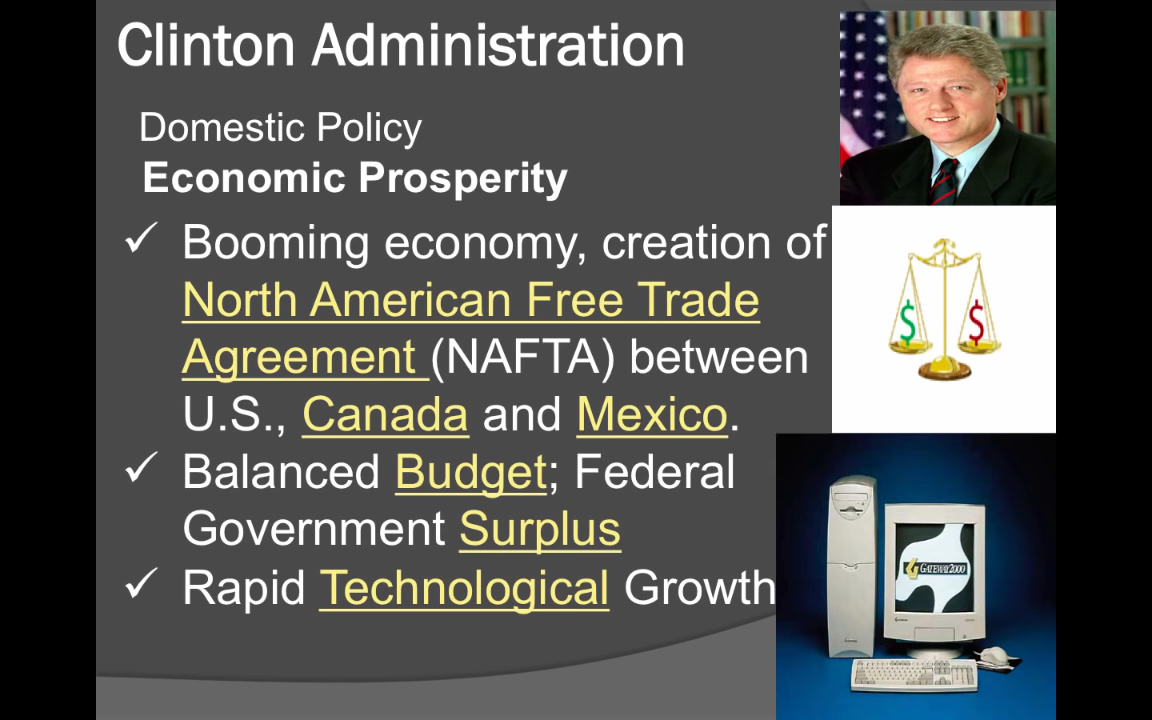 Clinton Administration
Domestic Policy
Economic Prosperity
✓ Booming economy, creation of
North American Free Trade
Agreement (NAFTA) between
U.S., Canada and Mexico.
✓ Balanced Budget; Federal
Government Surplus
✓ Rapid Technological Growth
$ $
GATEWAY2000